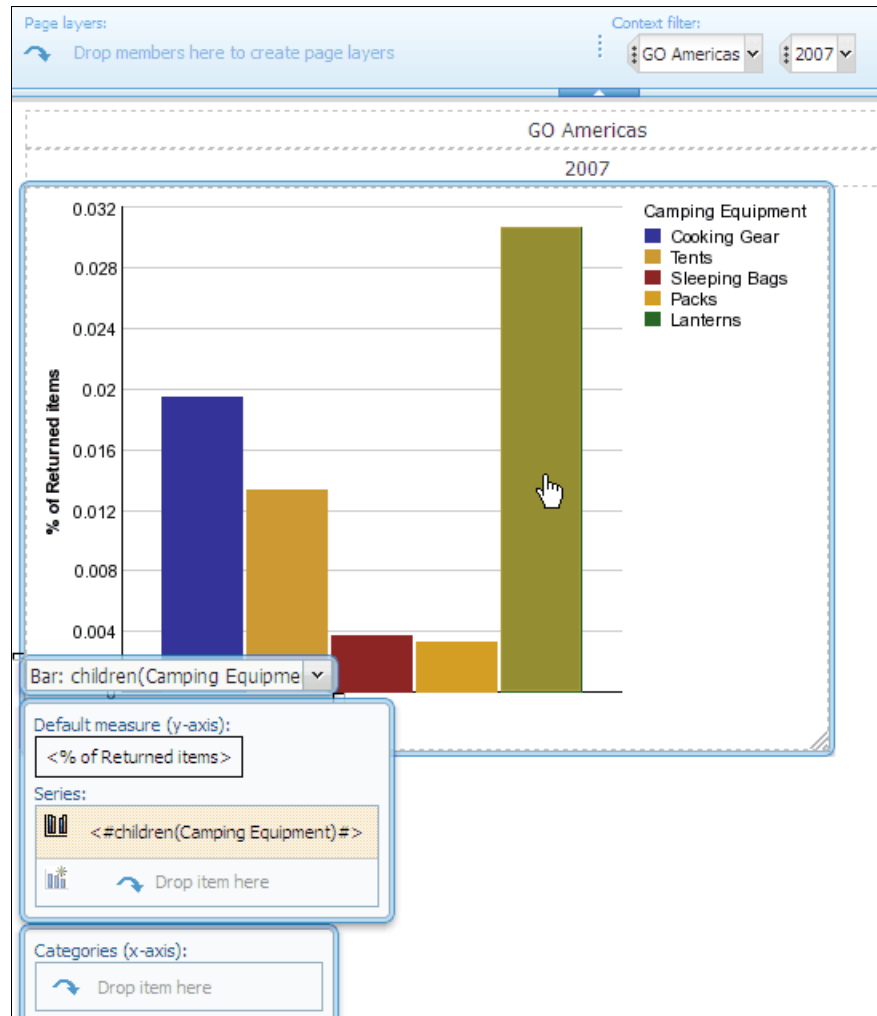 Page layers:
Context filter:
Drop members here to create page layers
GO Americas
2007
GO Americas
2007
0.032
0.028
0.024
0.02
0.016
0.012
0.008
0.004
% of Returned items
Camping Equipment
Cooking Gear
Tents
Sleeping Bags
Packs
Lanterns
Bar: children(Camping Equipme
Default measure (y-axis):
<% of Returned items>
Series:
<#children(Camping Equipment)#>
Drop item here
Categories (x-axis):
Drop item here